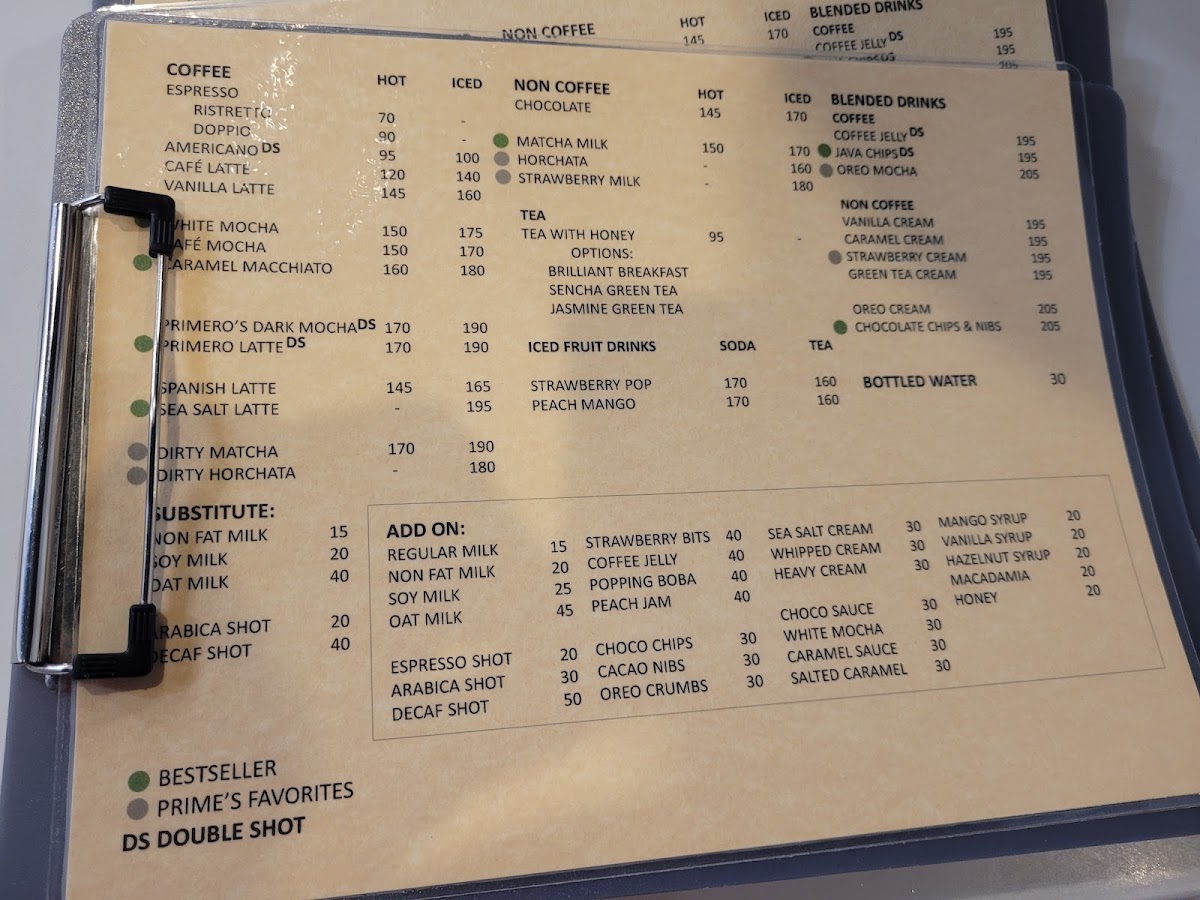 NON COFFEE HOT ICED BLENDED DRINKS
145 170 COFFEE 195
COFFEE JELLY DS 195
205
COFFEE HOT ICED
ESPRESSO
RISTRETTO 70 -
DOPPIO 90 -
AMERICANO DS 95 100
CAFÉ LATTE 120 140
VANILLA LATTE 145 160
WHITE MOCHA 150 175
CAFÉ MOCHA 150 170
CARAMEL MACCHIATO 160 180
PRIMERO'S DARK MOCHA DS 170 190
PRIMERO LATTE DS 170 190
SPANISH LATTE 145 165
SEA SALT LATTE - 195
DIRTY MATCHA 170 190
DIRTY HORCHATA - 180
NON COFFEE HOT ICED
CHOCOLATE 145 170
MATCHA MILK 150 170
HORCHATA - 160
STRAWBERRY MILK - 180
TEA
TEA WITH HONEY 95 -
OPTIONS:
BRILLIANT BREAKFAST
SENCHA GREEN TEA
JASMINE GREEN TEA
ICED FRUIT DRINKS SODA TEA
STRAWBERRY POP 170 160
PEACH MANGO 170 160
BLENDED DRINKS
COFFEE
COFFEE JELLY DS 195
JAVA CHIPS DS 195
OREO MOCHA 205
NON COFFEE
VANILLA CREAM 195
CARAMEL CREAM 195
STRAWBERRY CREAM 195
GREEN TEA CREAM 195
OREO CREAM 205
CHOCOLATE CHIPS & NIBS 205
BOTTLED WATER 30
SUBSTITUTE:
NON FAT MILK 15
SOY MILK 20
OAT MILK 40
ARABICA SHOT 20
DECAF SHOT 40
ADD ON:
REGULAR MILK 15
NON FAT MILK 20
SOY MILK 25
OAT MILK 45
ESPRESSO SHOT 20
ARABICA SHOT 30
DECAF SHOT 50
STRAWBERRY BITS 40
COFFEE JELLY 40
POPPING BOBA 40
PEACH JAM 40
CHOCO CHIPS 30
CACAO NIBS 30
OREO CRUMBS 30
SEA SALT CREAM 30
WHIPPED CREAM 30
HEAVY CREAM 30
CHOCO SAUCE 30
WHITE MOCHA 30
CARAMEL SAUCE 30
SALTED CARAMEL 30
MANGO SYRUP 20
VANILLA SYRUP 20
HAZELNUT SYRUP 20
MACADAMIA 20
HONEY 20
BESTSELLER
PRIME'S FAVORITES
DS DOUBLE SHOT